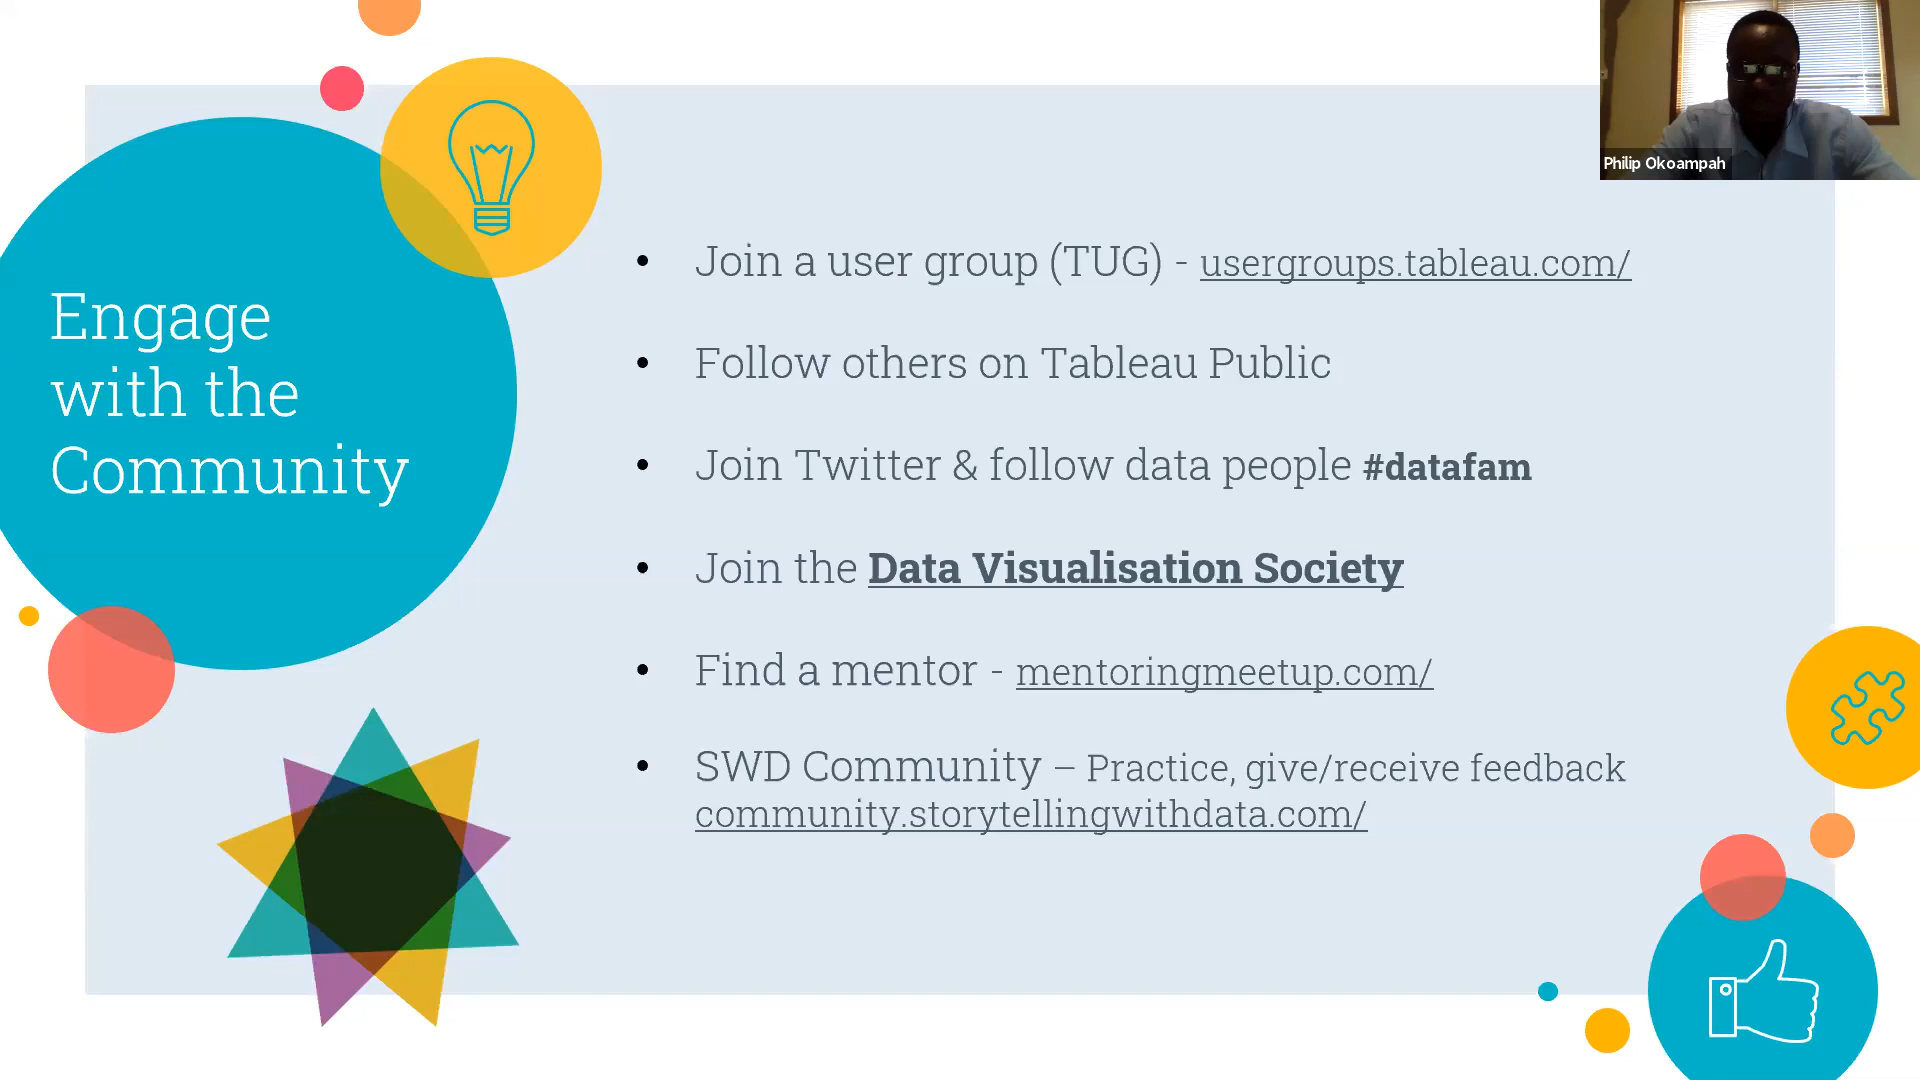 Philip Okoampah
Engage
with the
Community
• Join a user group (TUG) - usergroups.tableau.com/
• Follow others on Tableau Public
• Join Twitter & follow data people #datafam
• Join the Data Visualisation Society
• Find a mentor - mentoringmeetup.com/
• SWD Community – Practice, give/receive feedback
community.storytellingwithdata.com/